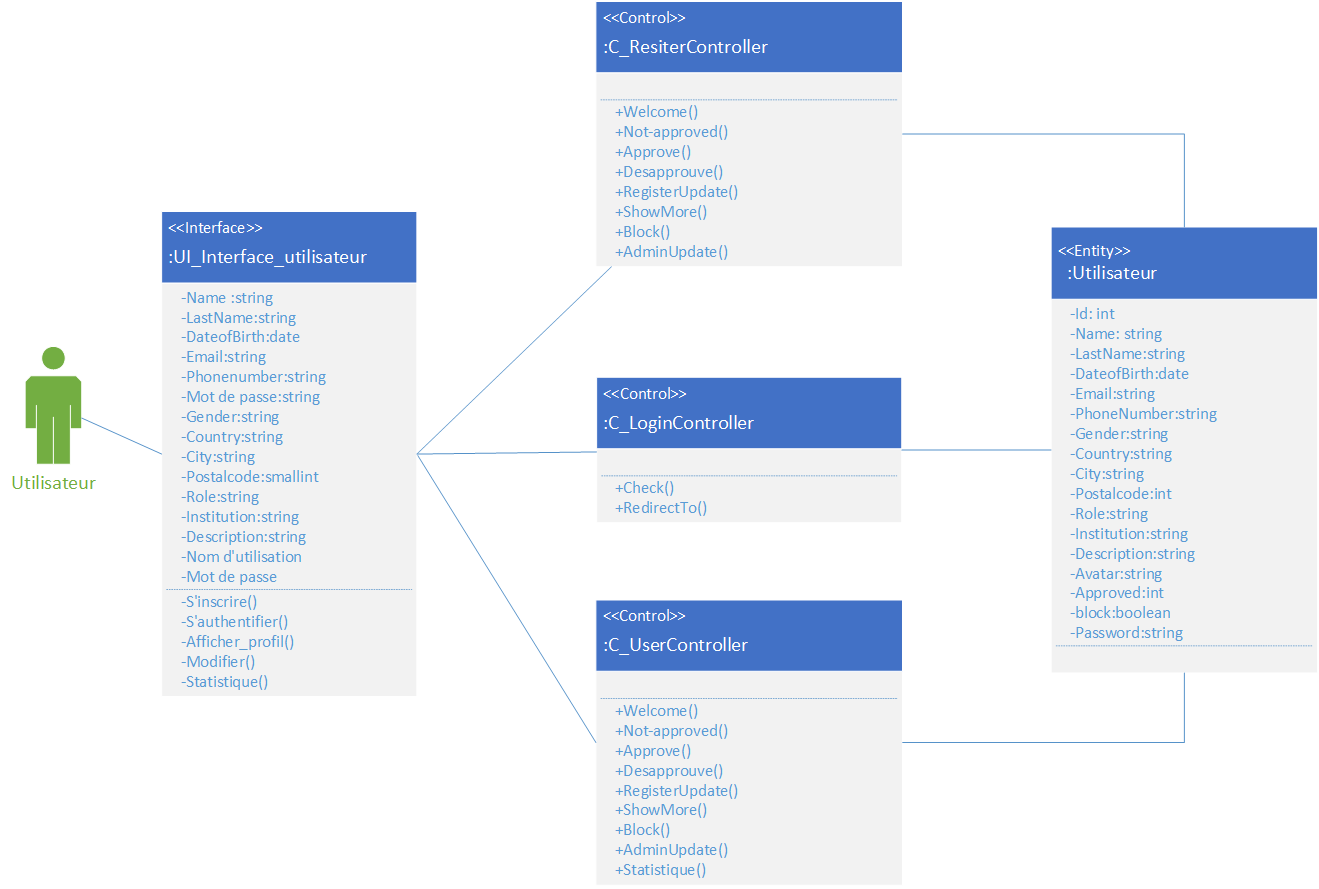 Utilisateur
<<Interface>>
:UI_Interface_utilisateur
-Name :string
-LastName:string
-DateofBirth:date
-Email:string
-Phonenumber:string
-Mot de passe:string
-Gender:string
-Country:string
-City:string
-Postalcode:smallint
-Role:string
-Institution:string
-Description:string
-Nom d'utilisation
-Mot de passe
-S'inscrire()
-S'authentifier()
-Afficher_profil()
-Modifier()
-Statistique()
<<Control>>
:C_ResiterController
+Welcome()
+Not-approved()
+Approve()
+Desapprouve()
+RegisterUpdate()
+ShowMore()
+Block()
+AdminUpdate()
<<Control>>
:C_LoginController
+Check()
+RedirectTo()
<<Control>>
:C_UserController
+Welcome()
+Not-approved()
+Approve()
+Desapprouve()
+RegisterUpdate()
+ShowMore()
+Block()
+AdminUpdate()
+Statistique()
<<Entity>>
:Utilisateur
-Id: int
-Name: string
-LastName:string
-DateofBirth:date
-Email:string
-PhoneNumber:string
-Gender:string
-Country:string
-City:string
-Postalcode:int
-Role:string
-Institution:string
-Description:string
-Avatar:string
-Approved:int
-block:boolean
-Password:string